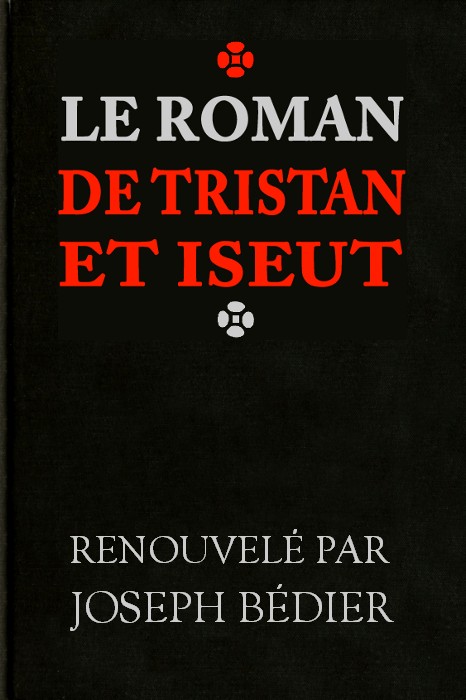 LE ROMAN
DE TRISTAN
ET ISEUT
RENOUVELÉ PAR
JOSEPH BÉDIER